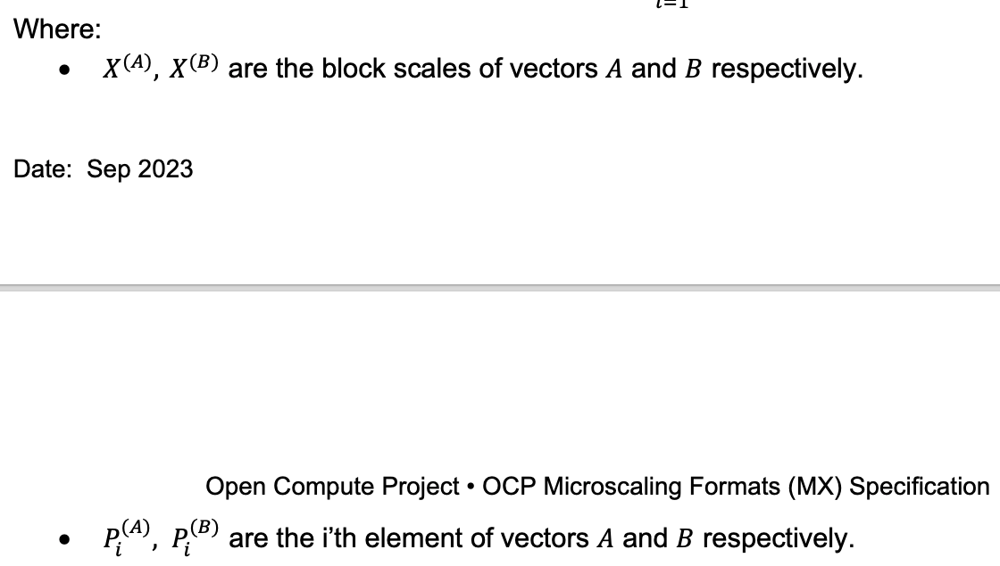 Where:
• X^(A), X^(B) are the block scales of vectors A and B respectively.
Date: Sep 2023
Open Compute Project • OCP Microscaling Formats (MX) Specification
• P_i^(A), P_i^(B) are the i’th element of vectors A and B respectively.